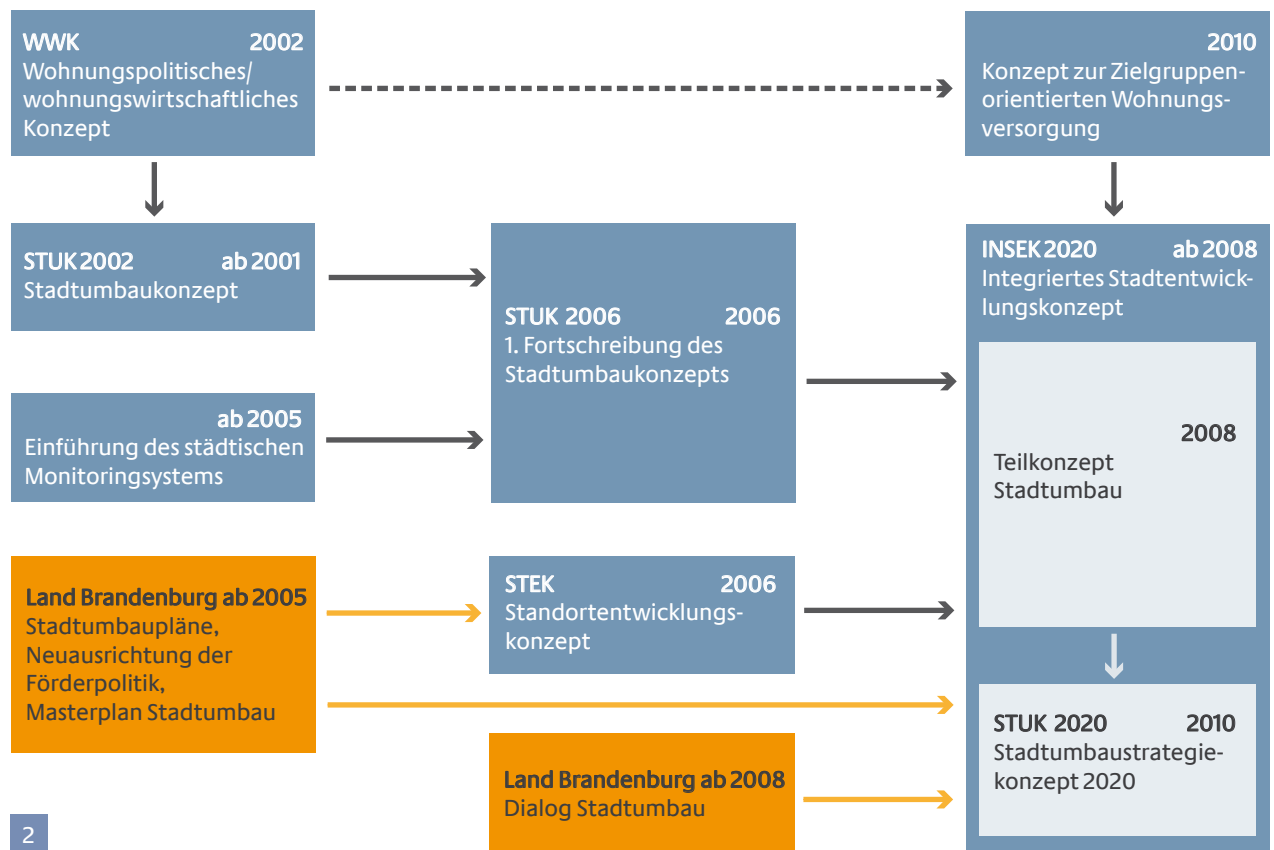 WWK 2002
Wohnungspolitisches/
wohnungswirtschaftliches
Konzept
2010
Konzept zur Zielgruppen-
orientierten Wohnungs-
versorgung
STUK 2002 ab 2001
Stadtumbaukonzept
STUK 2006 2006
1. Fortschreibung des
Stadtumbaukonzepts
INSEK 2020 ab 2008
Integriertes Stadtentwick-
lungskonzept
ab 2005
Einführung des städtischen
Monitoringsystems
2008
Teilkonzept
Stadtumbau
Land Brandenburg ab 2005
Stadtumbaupläne,
Neuausrichtung der
Förderpolitik,
Masterplan Stadtumbau
STEK 2006
Standortentwicklungs-
konzept
Land Brandenburg ab 2008
Dialog Stadtumbau
STUK 2020 2010
Stadtumbaustrategie-
konzept 2020
2